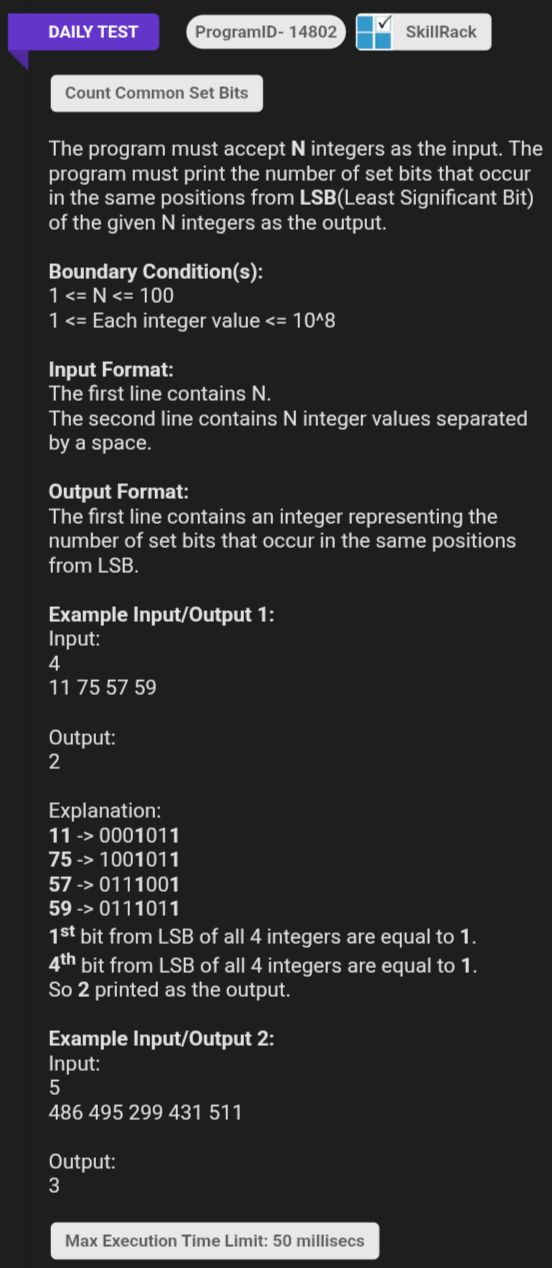 DAILY TEST ProgramID- 14802 SkillRack
Count Common Set Bits
The program must accept N integers as the input. The
program must print the number of set bits that occur
in the same positions from LSB(Least Significant Bit)
of the given N integers as the output.
Boundary Condition(s):
1 <= N <= 100
1 <= Each integer value <= 10^8
Input Format:
The first line contains N.
The second line contains N integer values separated
by a space.
Output Format:
The first line contains an integer representing the
number of set bits that occur in the same positions
from LSB.
Example Input/Output 1:
Input:
4
11 75 57 59
Output:
2
Explanation:
11 -> 0001011
75 -> 1001011
57 -> 0111001
59 -> 0111011
1st bit from LSB of all 4 integers are equal to 1.
4th bit from LSB of all 4 integers are equal to 1.
So 2 printed as the output.
Example Input/Output 2:
Input:
5
486 495 299 431 511
Output:
3
Max Execution Time Limit: 50 millisecs